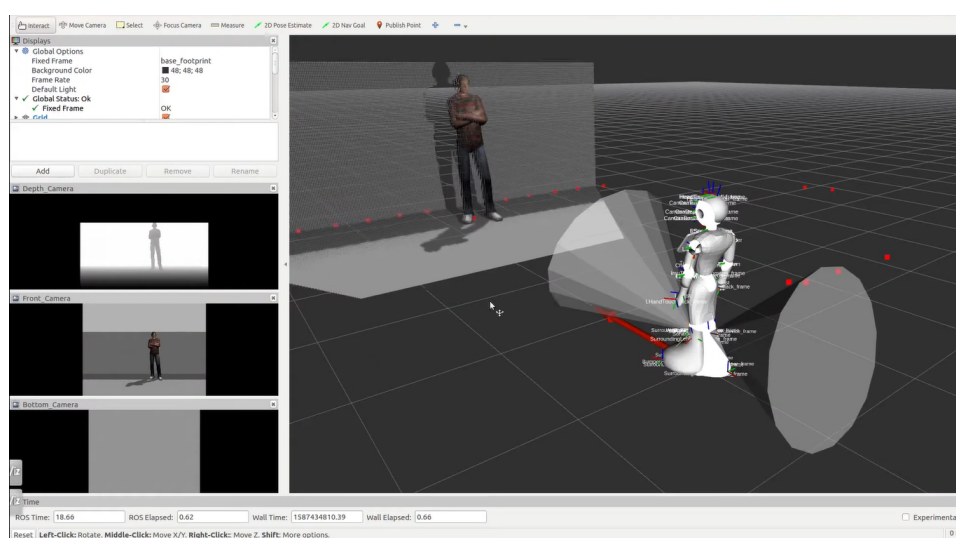 Interact Move Camera Select Focus Camera Measure 2D Pose Estimate 2D Nav Goal Publish Point
Displays
Global Options
Fixed Frame base_footprint
Background Color 48; 48; 48
Frame Rate 30
Default Light
Global Status: Ok
Fixed Frame OK
Grid
Add Duplicate Remove Rename
Depth_Camera
Front_Camera
Bottom_Camera
Time
ROS Time: 18.66 ROS Elapsed: 0.62 Wall Time: 1587434810.39 Wall Elapsed: 0.66 Experimenta
Reset Left-Click: Rotate. Middle-Click: Move X/Y. Right-Click:: Move Z. Shift: More options. 0